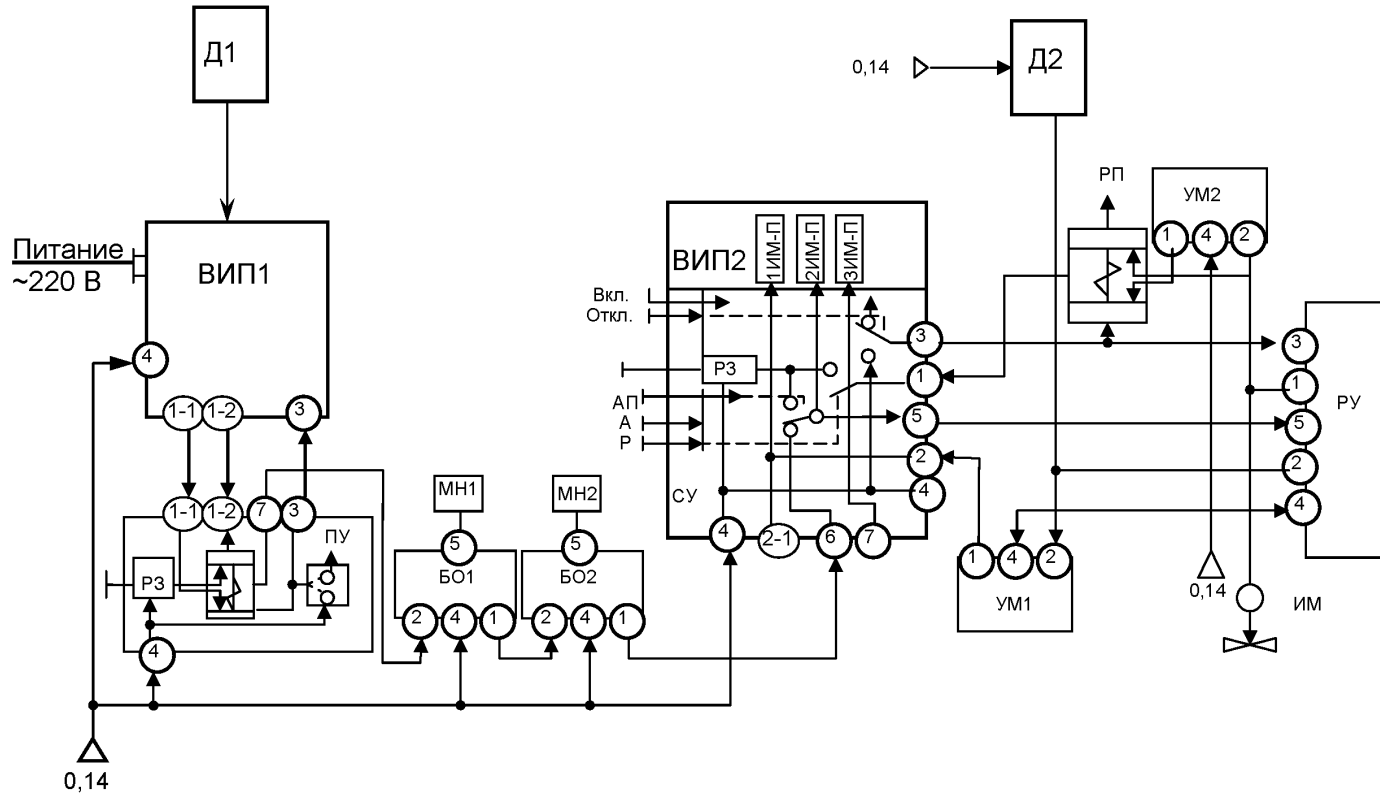 Д1
Д2
0,14
РП
УМ2
1
4
2
Питание
~220 В
ВИП1
4
1-1
1-2
3
ВИП2
1ИМ-П
2ИМ-П
3ИМ-П
Вкл.
Откл.
РЗ
АП
А
Р
СУ
3
1
5
2
4
4
2-1
6
7
3
1
5
2
4
РУ
1-1
1-2
7
3
ПУ
РЗ
4
МН1
5
БО1
2
4
1
МН2
5
БО2
2
4
1
1
4
2
УМ1
0,14
ИМ
0,14